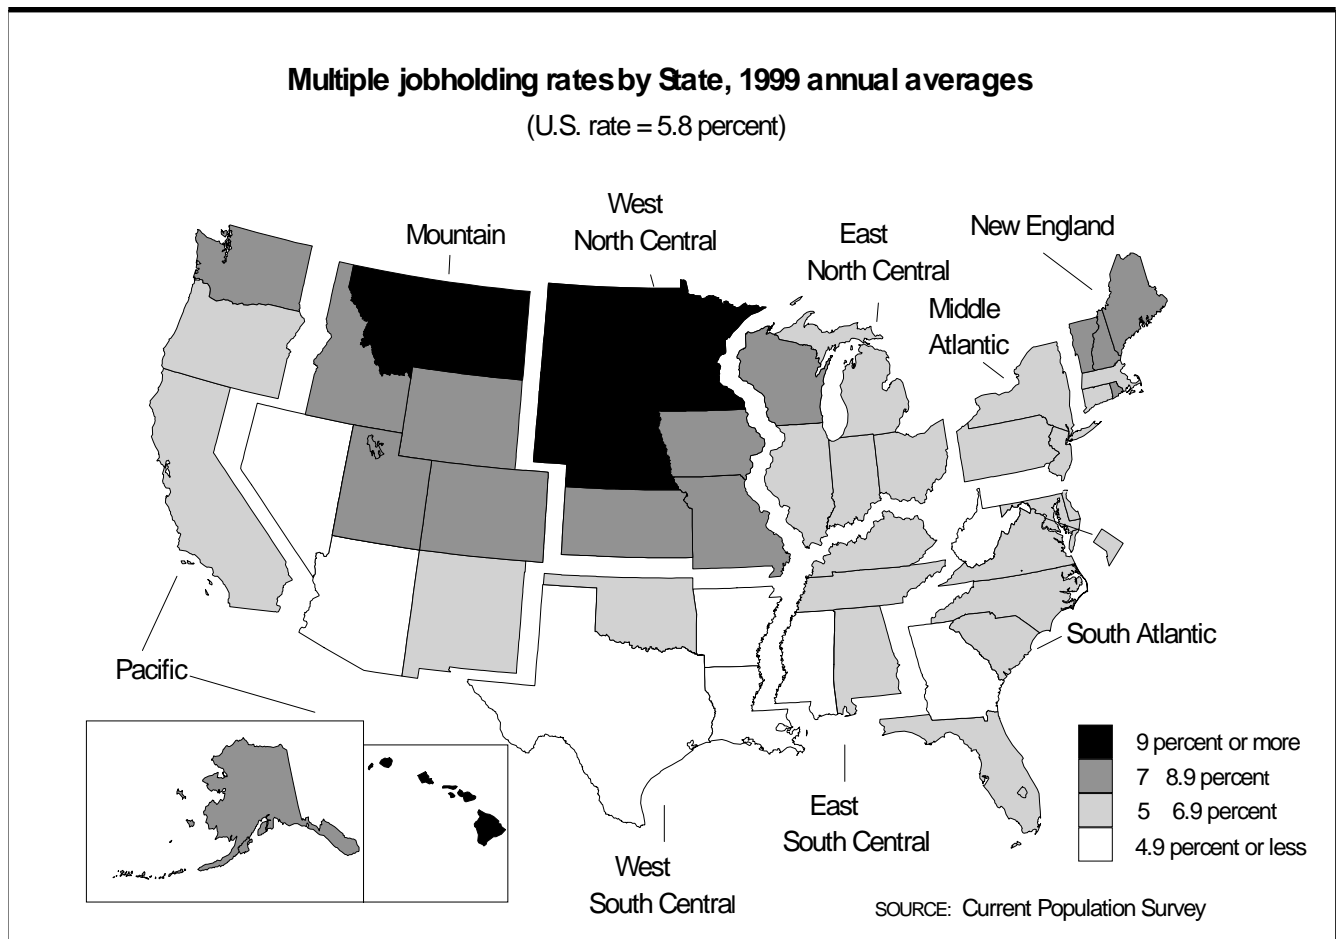 Multiple jobholding rates by State, 1999 annual averages
(U.S. rate = 5.8 percent)
West
North Central
Mountain
East
North Central
New England
Middle
Atlantic
South Atlantic
Pacific
East
South Central
West
South Central
9 percent or more
7 8.9 percent
5 6.9 percent
4.9 percent or less
SOURCE: Current Population Survey